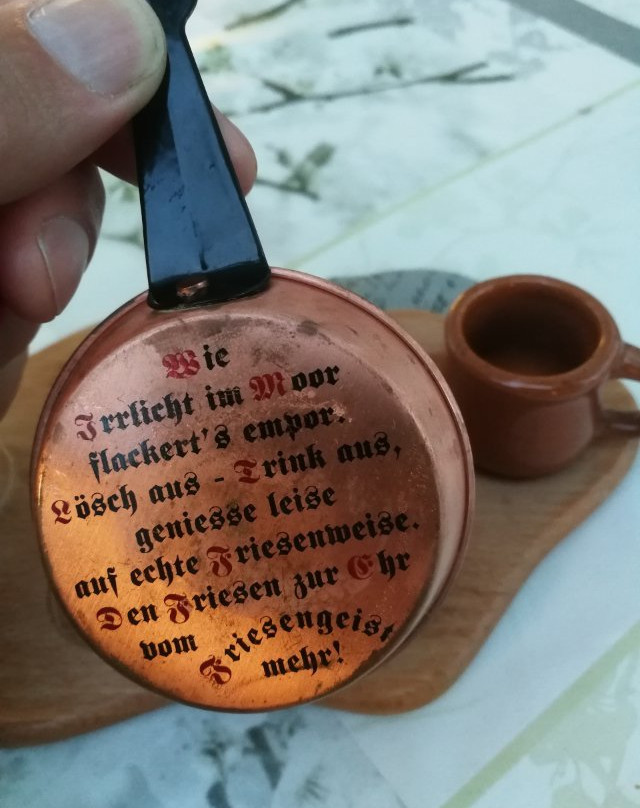 Wie
Irrlicht im Moor
flackert's empor.
Lösch aus - Trink aus,
geniesse leise
auf echte Friesenweise.
Den Friesen zur Ehr
vom Friesengeist
mehr!